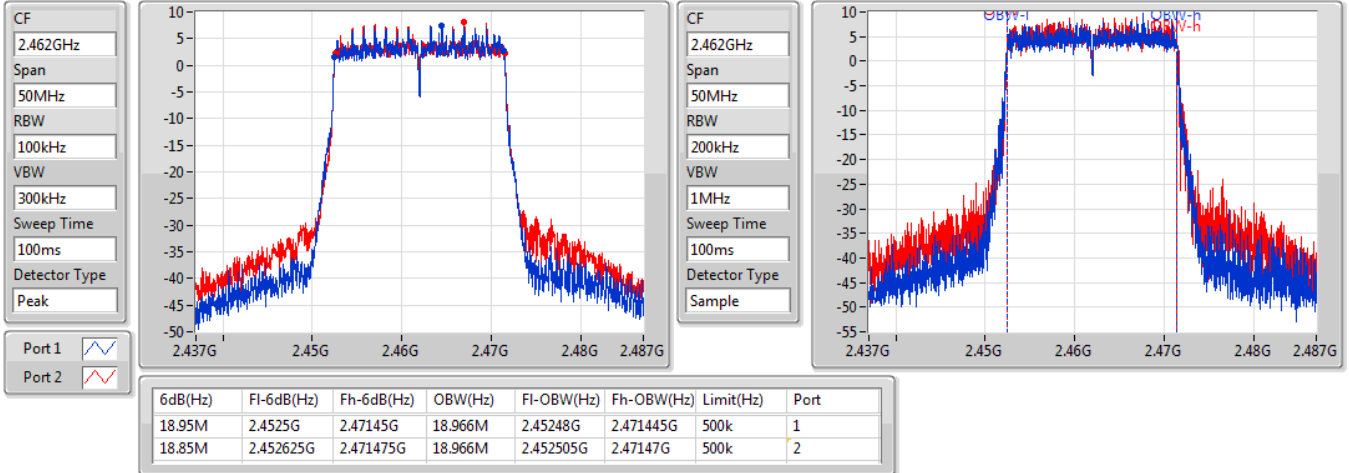 CF
2.462GHz
Span
50MHz
RBW
100kHz
VBW
300kHz
Sweep Time
100ms
Detector Type
Peak
Port 1
Port 2
10
5
0
-5
-10
-15
-20
-25
-30
-35
-40
-45
-50
2.437G 2.45G 2.46G 2.47G 2.48G 2.487G
CF
2.462GHz
Span
50MHz
RBW
200kHz
VBW
1MHz
Sweep Time
100ms
Detector Type
Sample
OBW-l OBW-h
OBW-h
10
5
0
-5
-10
-15
-20
-25
-30
-35
-40
-45
-50
-55
2.437G 2.45G 2.46G 2.47G 2.48G 2.487G
6dB(Hz) Fl-6dB(Hz) Fh-6dB(Hz) OBW(Hz) Fl-OBW(Hz) Fh-OBW(Hz) Limit(Hz) Port
18.95M 2.4525G 2.47145G 18.966M 2.45248G 2.471445G 500k 1
18.85M 2.452625G 2.471475G 18.966M 2.452505G 2.47147G 500k 2